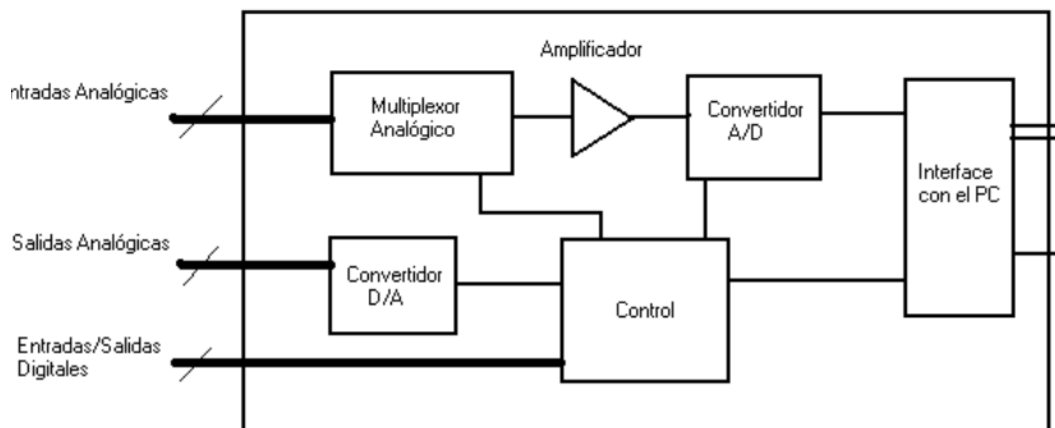 Amplificador
ntradas Analógicas
Multiplexor
Analógico
Convertidor
A/D
Interface
con el PC
Salidas Analógicas
Convertidor
D/A
Control
Entradas/Salidas
Digitales